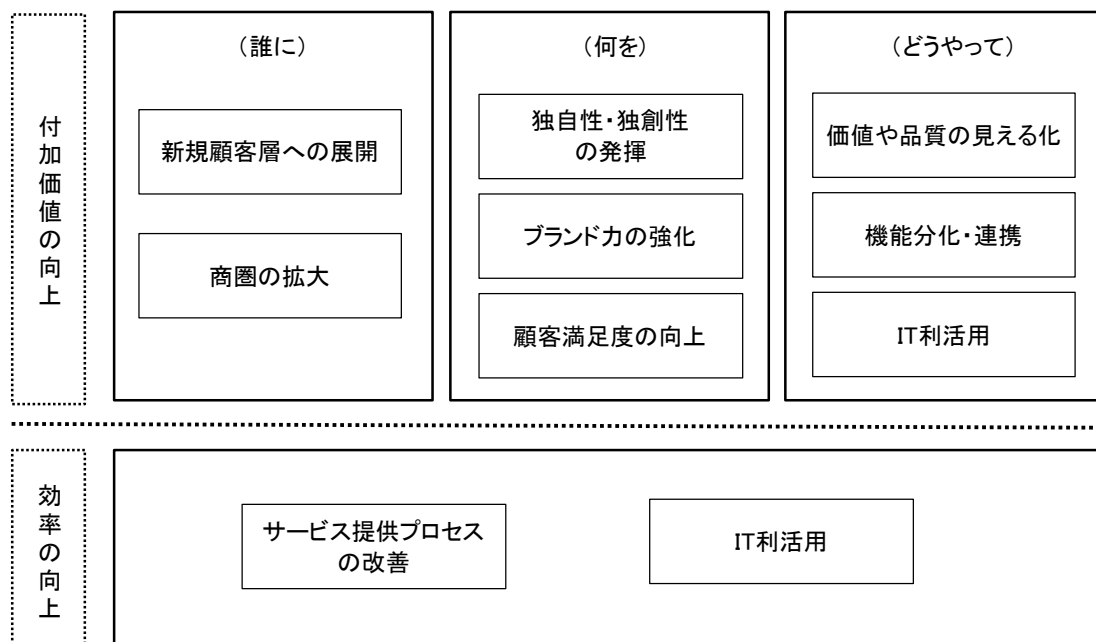 付加価値の向上
（誰に）
新規顧客層への展開
商圏の拡大
（何を）
独自性・独創性
の発揮
ブランド力の強化
顧客満足度の向上
（どうやって）
価値や品質の見える化
機能分化・連携
IT利活用
効率の向上
サービス提供プロセス
の改善
IT利活用